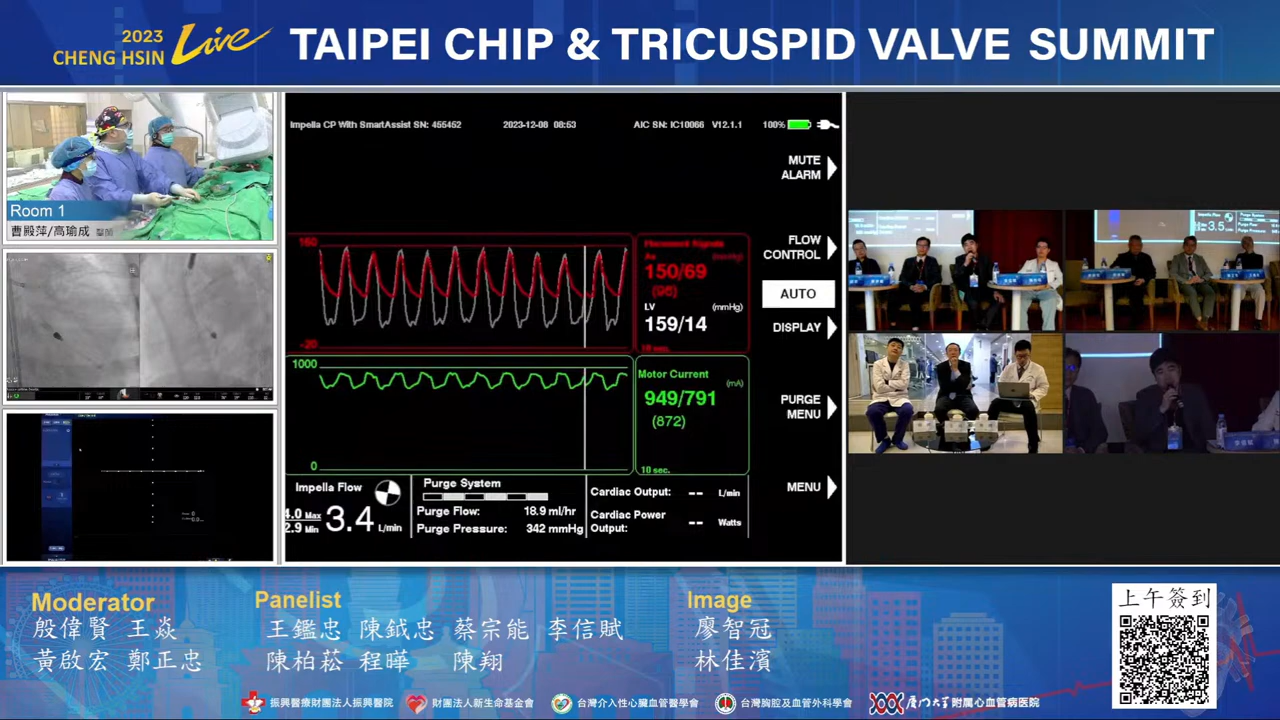 2023
CHENG HSIN Live
TAIPEI CHIP & TRICUSPID VALVE SUMMIT
Room 1
曹殿萍/高瑜成 醫師
Impella CP With SmartAssist SN: 455452
2023-12-08 08:53
AIC SN: IC10066 V12.1.1
100%
MUTE
ALARM
FLOW
CONTROL
AUTO
DISPLAY
PURGE
MENU
MENU
160
-20
Placement Signals
Ao (mmHg)
150/69
(96)
LV (mmHg)
159/14
10 sec.
1000
0
Motor Current
(mA)
949/791
(872)
10 sec.
Impella Flow
4.0 Max
2.9 Min
3.4 L/min
Purge System
Purge Flow: 18.9 ml/hr
Purge Pressure: 342 mmHg
Cardiac Output: -- L/min
Cardiac Power
Output: -- Watts
Moderator
殷偉賢 王焱
黃啟宏 鄭正忠
Panelist
王鑑忠 陳鉞忠 蔡宗能 李信賦
陳柏菘 程曄 陳翔
Image
廖智冠
林佳濱
上午簽到
振興醫療財團法人振興醫院
財團法人新生命基金會
台灣介入性心臟血管醫學會
台灣胸腔及血管外科學會
廈门大学附属心血管病医院